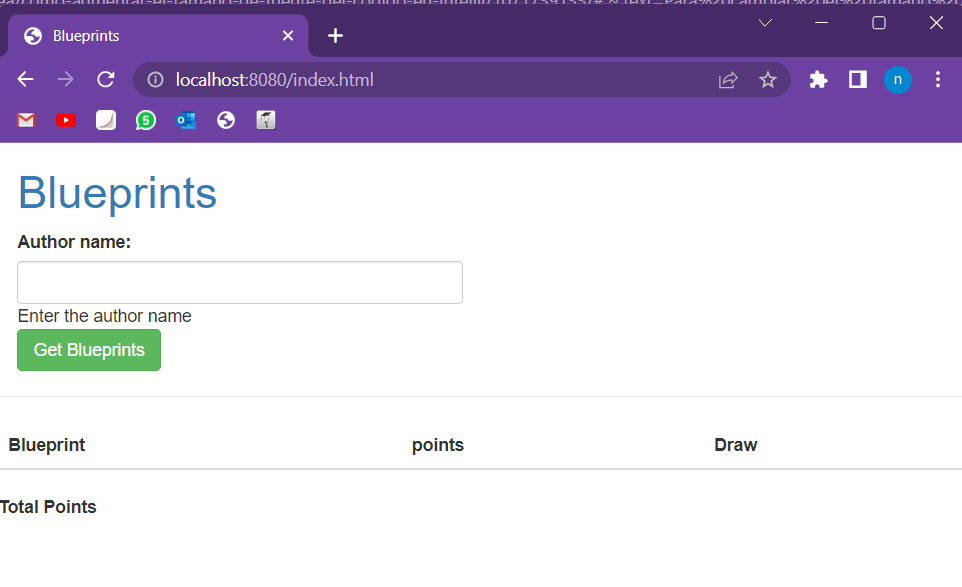 Blueprints
localhost:8080/index.html
n
5
Blueprints
Author name:
Enter the author name
Get Blueprints
Blueprint points Draw
Total Points